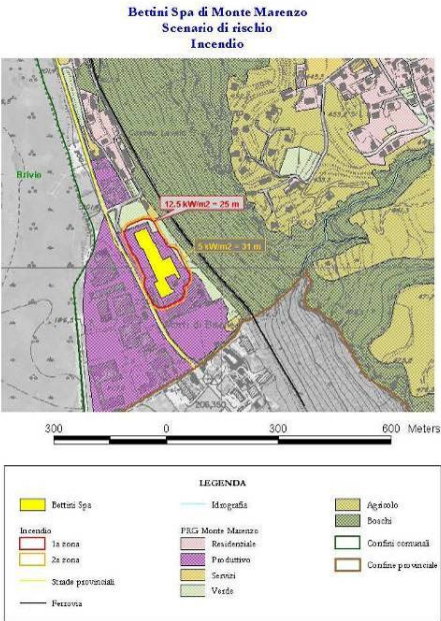 Bettini Spa di Monte Marenzo
Scenario di rischio
Incendio
Brivio
12.5 kW/m2 = 25 m
5 kW/m2 = 31 m
300 0 300 600 Meters
LEGENDA
Bettini Spa
Incendio
1a zona
2a zona
Strade provinciali
Ferrovia
Idrografia
PRG Monte Marenzo
Residenziale
Produttivo
Servizi
Verde
Agricolo
Boschi
Confini comunali
Confine provinciale